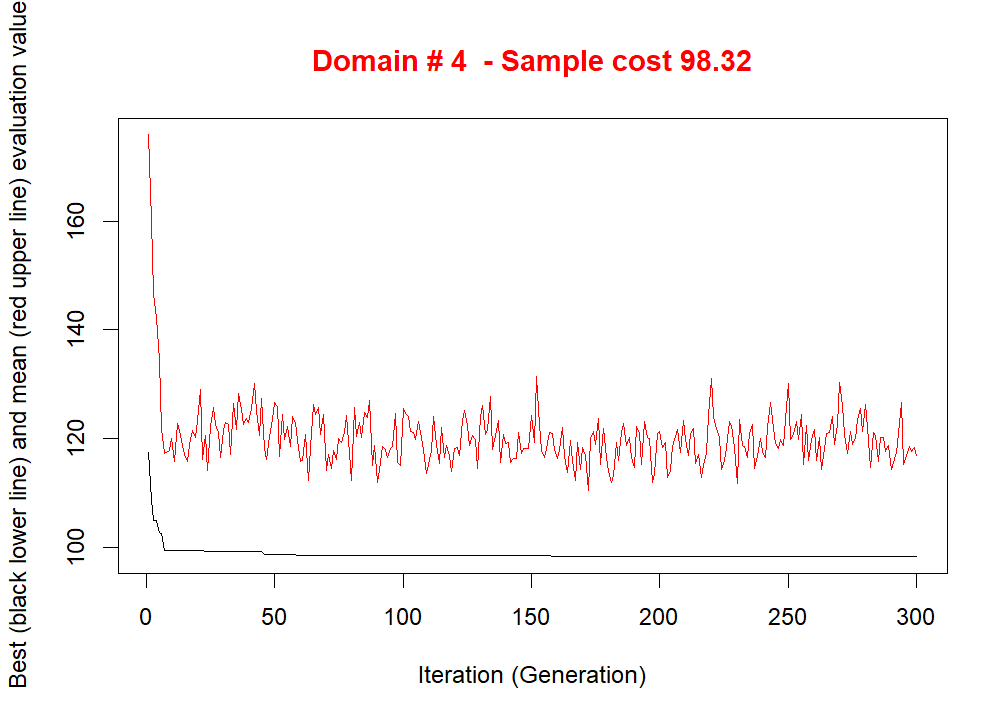 Domain # 4  - Sample cost 98.32
Best (black lower line) and mean (red upper line) evaluation value
160
140
120
100
0 50 100 150 200 250 300
Iteration (Generation)